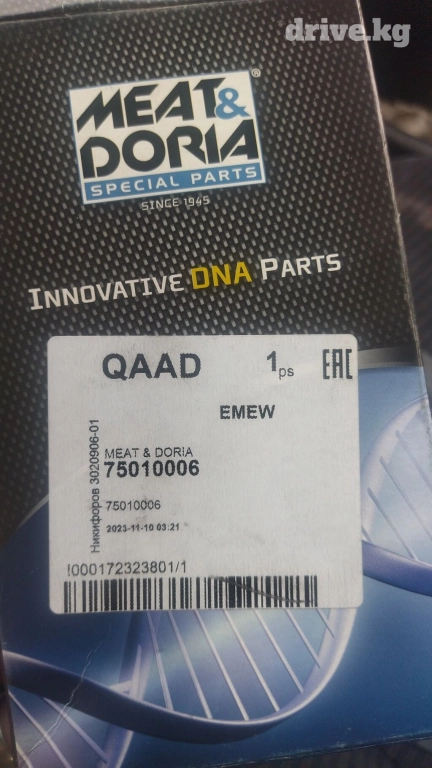 drive.kg
MEAT & DORIA®
SPECIAL PARTS
SINCE 1945
INNOVATIVE DNA PARTS
QAAD 1ps EAC
EMEW
Никифоров 3020906-01
MEAT & DORIA
75010006
75010006
2023-11-10 03:21
!000172323801/1